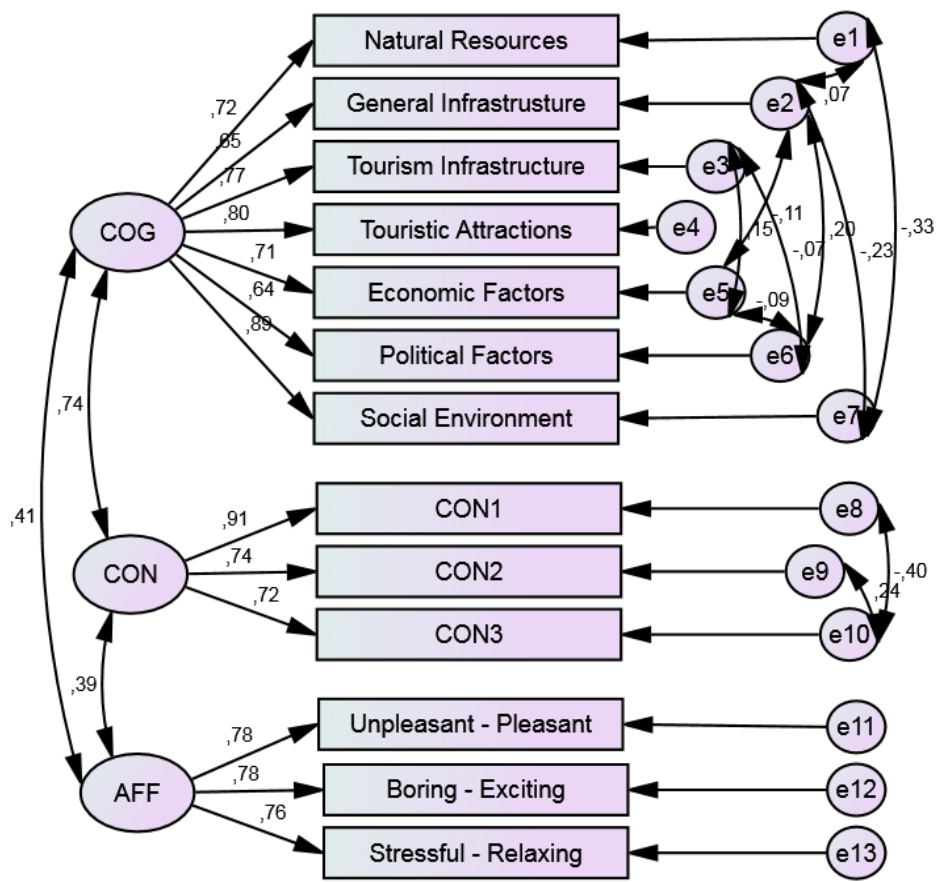 Natural Resources
e1
,72
General Infrastrusture
e2
,07
,65
Tourism Infrastructure
e3
,77
COG
,80
Touristic Attractions
e4
,15
-,11
-,07
,20
-,23
-,33
,71
Economic Factors
e5
-,09
,64
Political Factors
e6
,89
Social Environment
e7
,74
,41
CON
,91
CON1
e8
,74
CON2
e9
,24
-,40
,72
CON3
e10
,39
AFF
,78
Unpleasant - Pleasant
e11
,78
Boring - Exciting
e12
,76
Stressful - Relaxing
e13